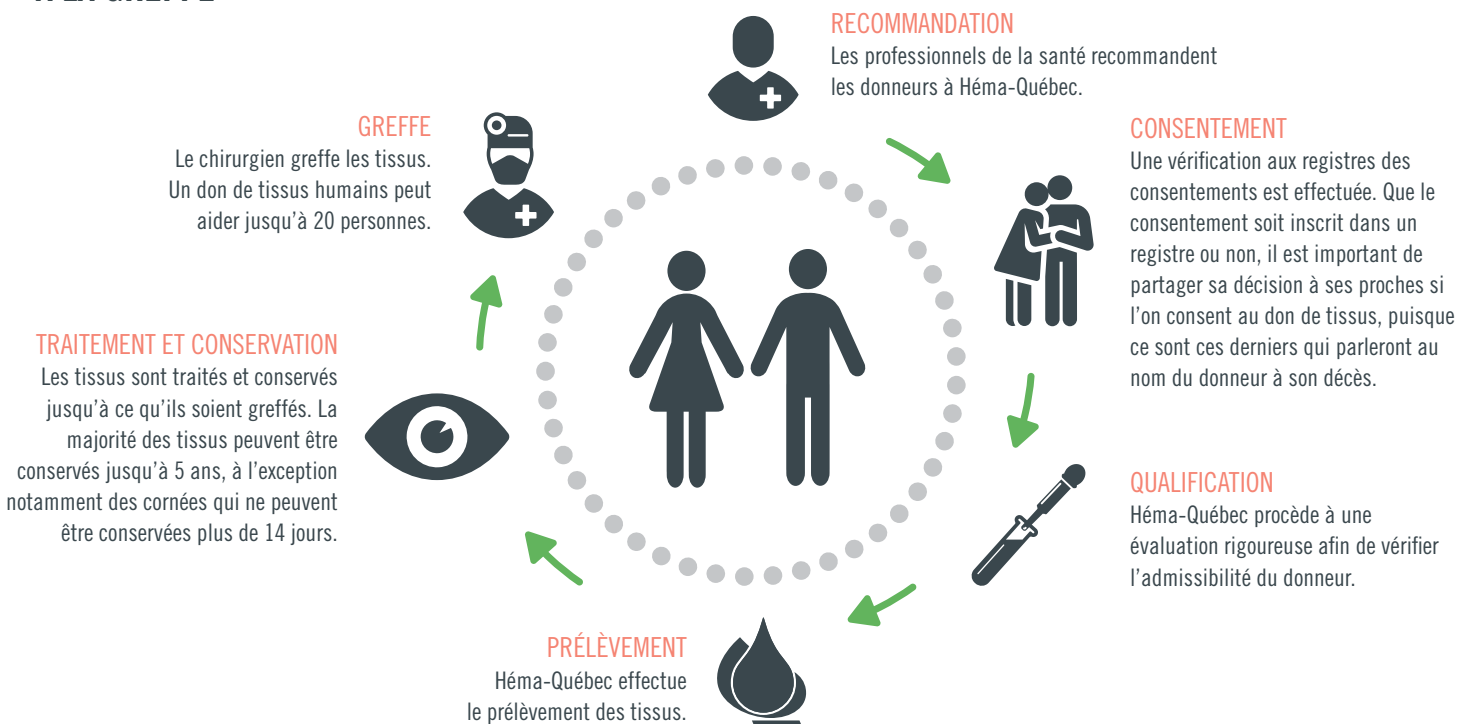 RECOMMANDATION
Les professionnels de la santé recommandent
les donneurs à Héma-Québec.
CONSENTEMENT
Une vérification aux registres des
consentements est effectuée. Que le
consentement soit inscrit dans un
registre ou non, il est important de
partager sa décision à ses proches si
l’on consent au don de tissus, puisque
ce sont ces derniers qui parleront au
nom du donneur à son décès.
QUALIFICATION
Héma-Québec procède à une
évaluation rigoureuse afin de vérifier
l’admissibilité du donneur.
PRÉLÈVEMENT
Héma-Québec effectue
le prélèvement des tissus.
TRAITEMENT ET CONSERVATION
Les tissus sont traités et conservés
jusqu’à ce qu’ils soient greffés. La
majorité des tissus peuvent être
conservés jusqu’à 5 ans, à l’exception
notamment des cornées qui ne peuvent
être conservées plus de 14 jours.
GREFFE
Le chirurgien greffe les tissus.
Un don de tissus humains peut
aider jusqu’à 20 personnes.